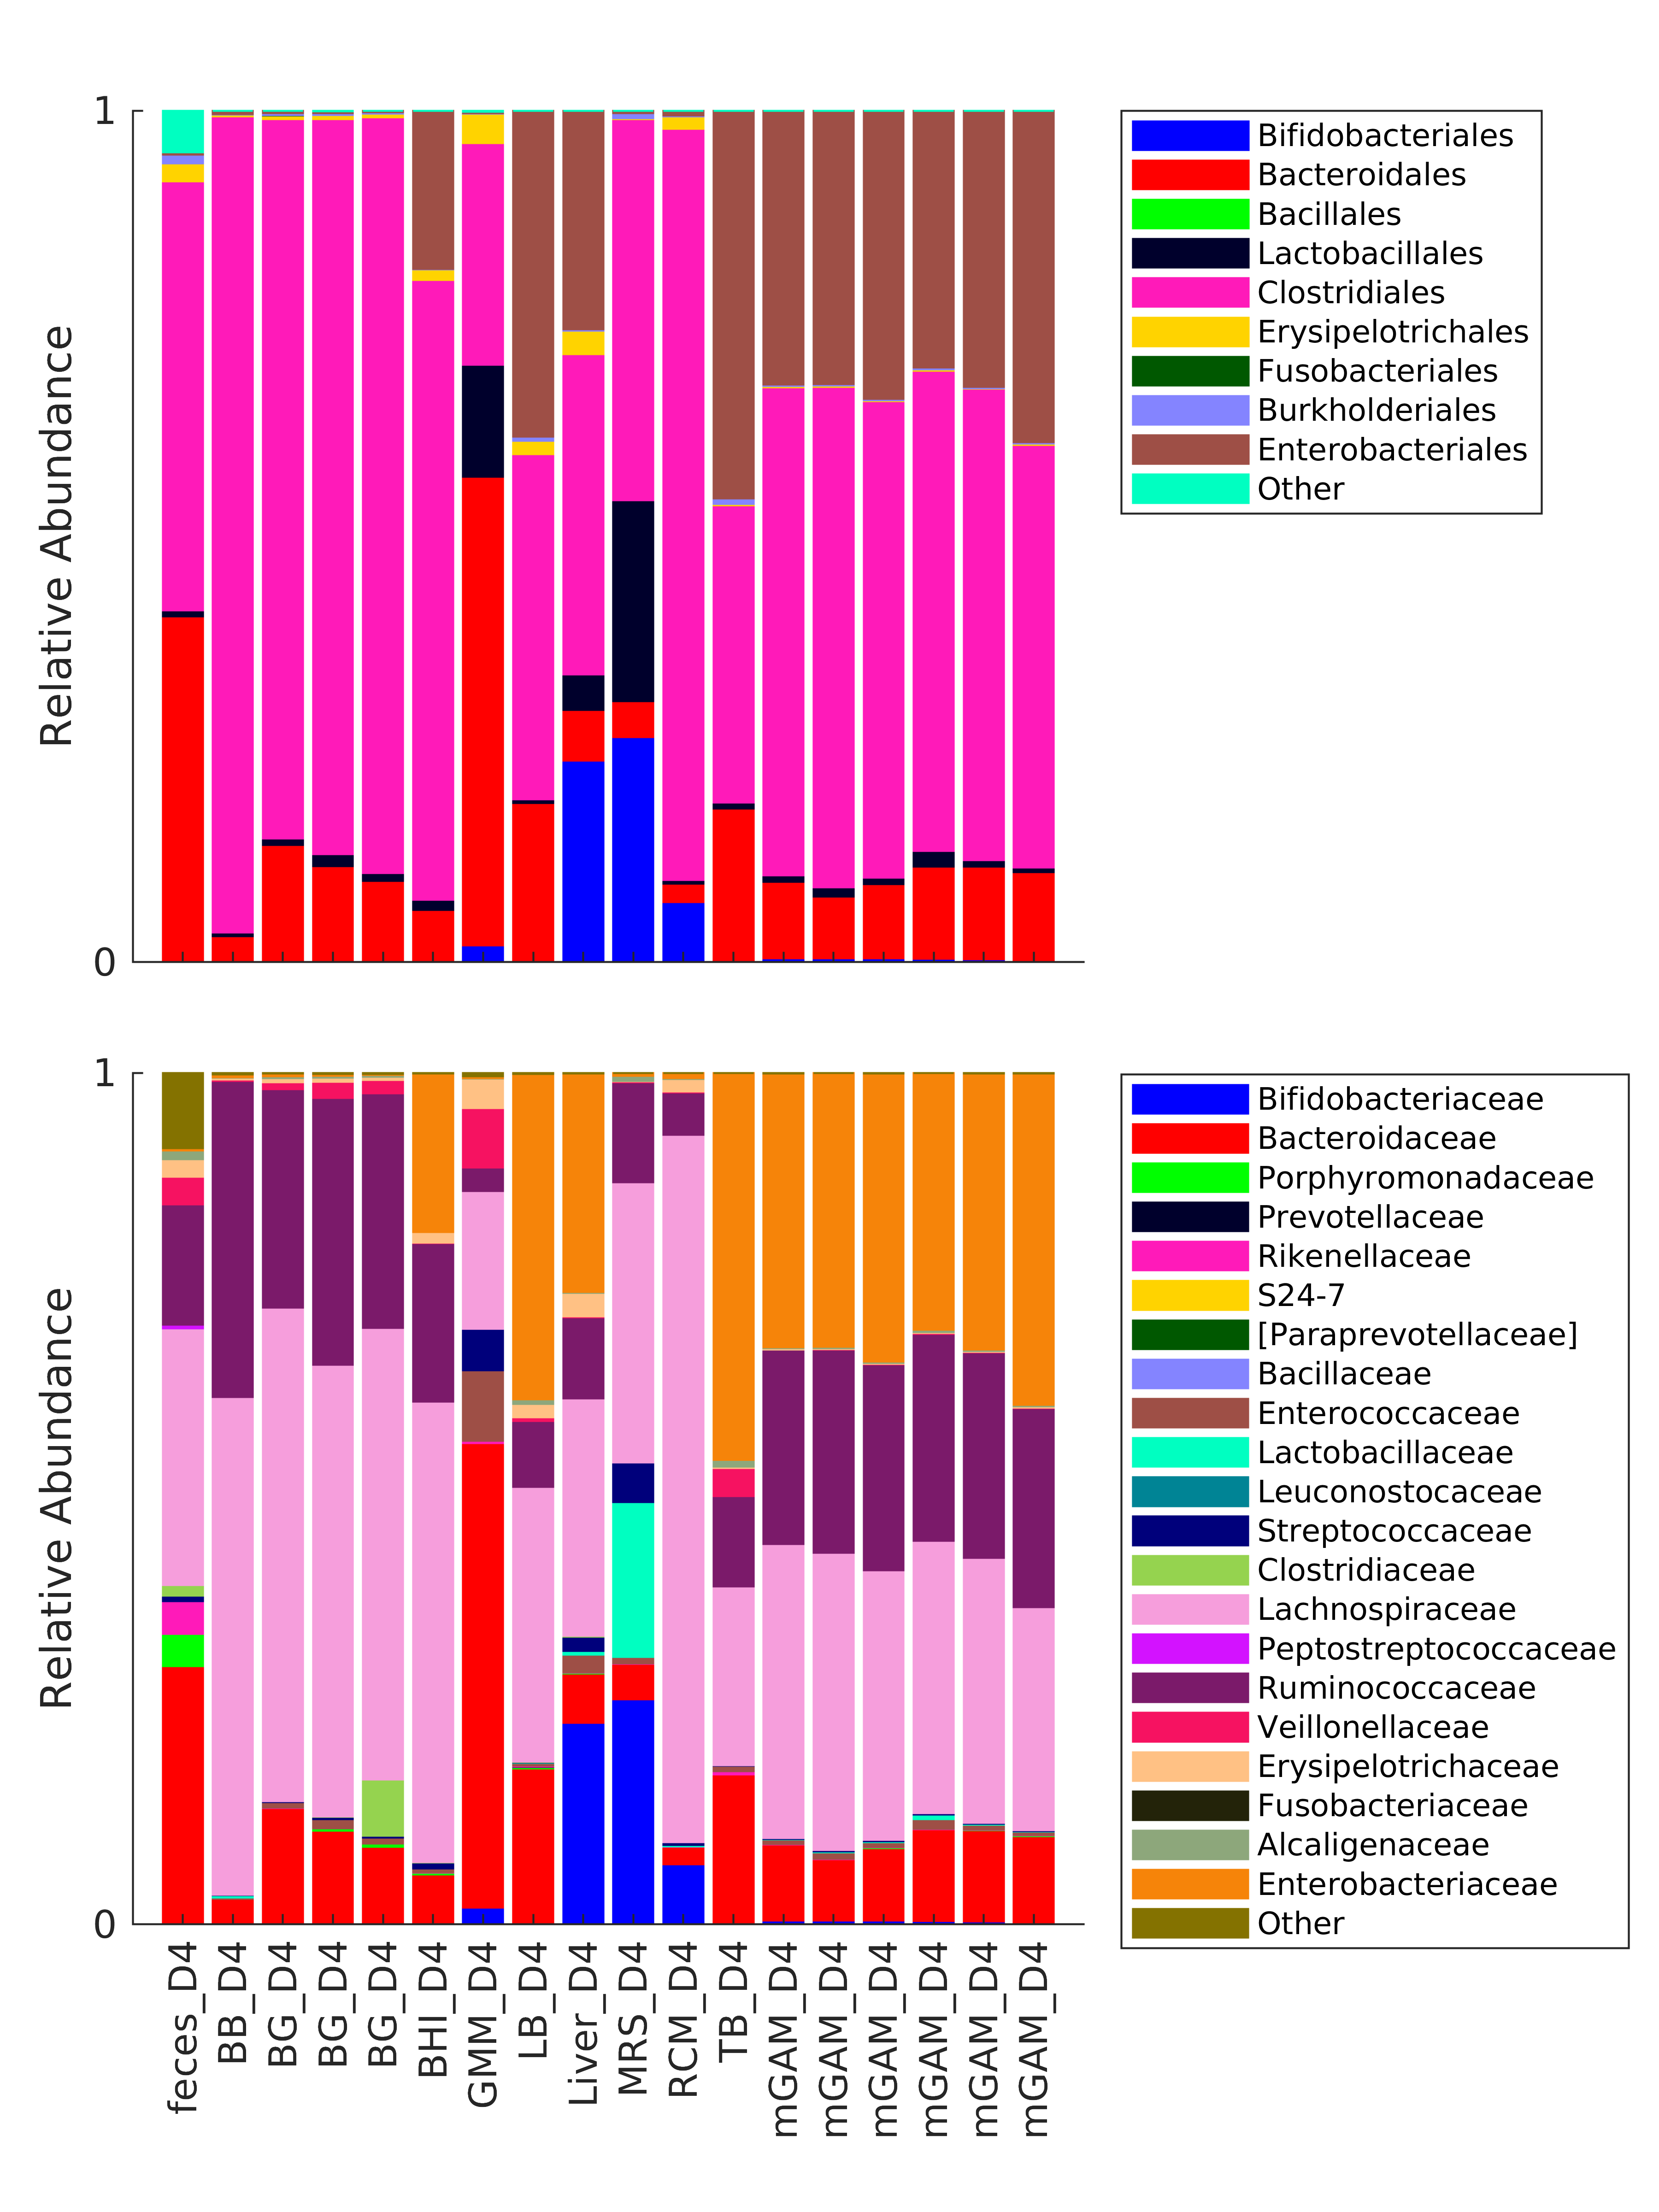 1
0
Relative Abundance
Bifidobacteriales
Bacteroidales
Bacillales
Lactobacillales
Clostridiales
Erysipelotrichales
Fusobacteriales
Burkholderiales
Enterobacteriales
Other
1
0
Relative Abundance
Bifidobacteriaceae
Bacteroidaceae
Porphyromonadaceae
Prevotellaceae
Rikenellaceae
S24-7
[Paraprevotellaceae]
Bacillaceae
Enterococcaceae
Lactobacillaceae
Leuconostocaceae
Streptococcaceae
Clostridiaceae
Lachnospiraceae
Peptostreptococcaceae
Ruminococcaceae
Veillonellaceae
Erysipelotrichaceae
Fusobacteriaceae
Alcaligenaceae
Enterobacteriaceae
Other
feces_D4
BB_D4
BG_D4
BG_D4
BG_D4
BHI_D4
GMM_D4
LB_D4
Liver_D4
MRS_D4
RCM_D4
TB_D4
mGAM_D4
mGAM_D4
mGAM_D4
mGAM_D4
mGAM_D4
mGAM_D4